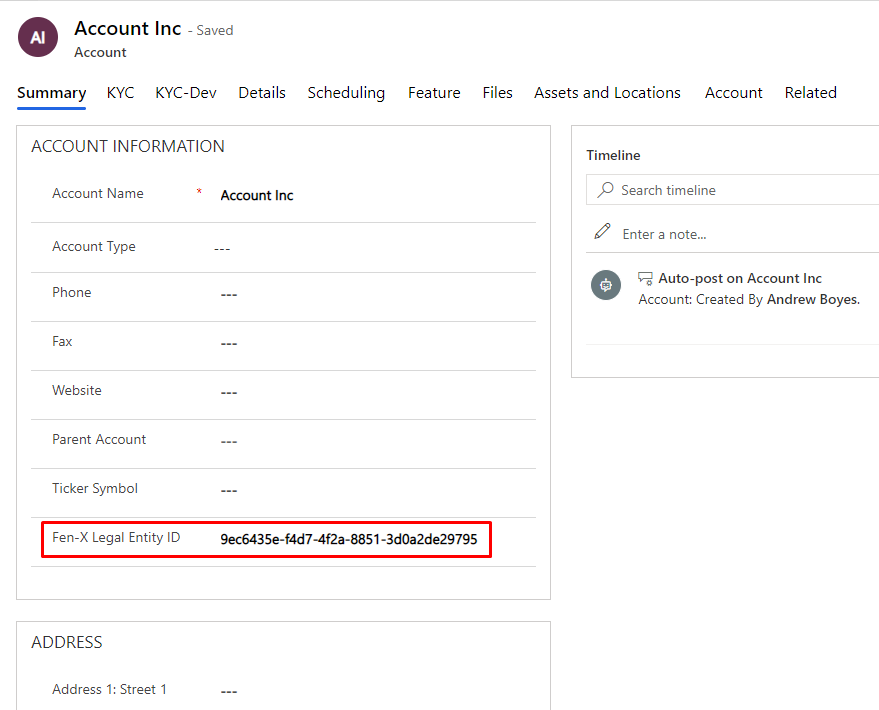 AI
Account Inc - Saved
Account
Summary KYC KYC-Dev Details Scheduling Feature Files Assets and Locations Account Related
ACCOUNT INFORMATION
Account Name * Account Inc
Account Type ---
Phone ---
Fax ---
Website ---
Parent Account ---
Ticker Symbol ---
Fen-X Legal Entity ID 9ec6435e-f4d7-4f2a-8851-3d0a2de29795
ADDRESS
Address 1: Street 1 ---
Timeline
Search timeline
Enter a note...
Auto-post on Account Inc
Account: Created By Andrew Boyes.